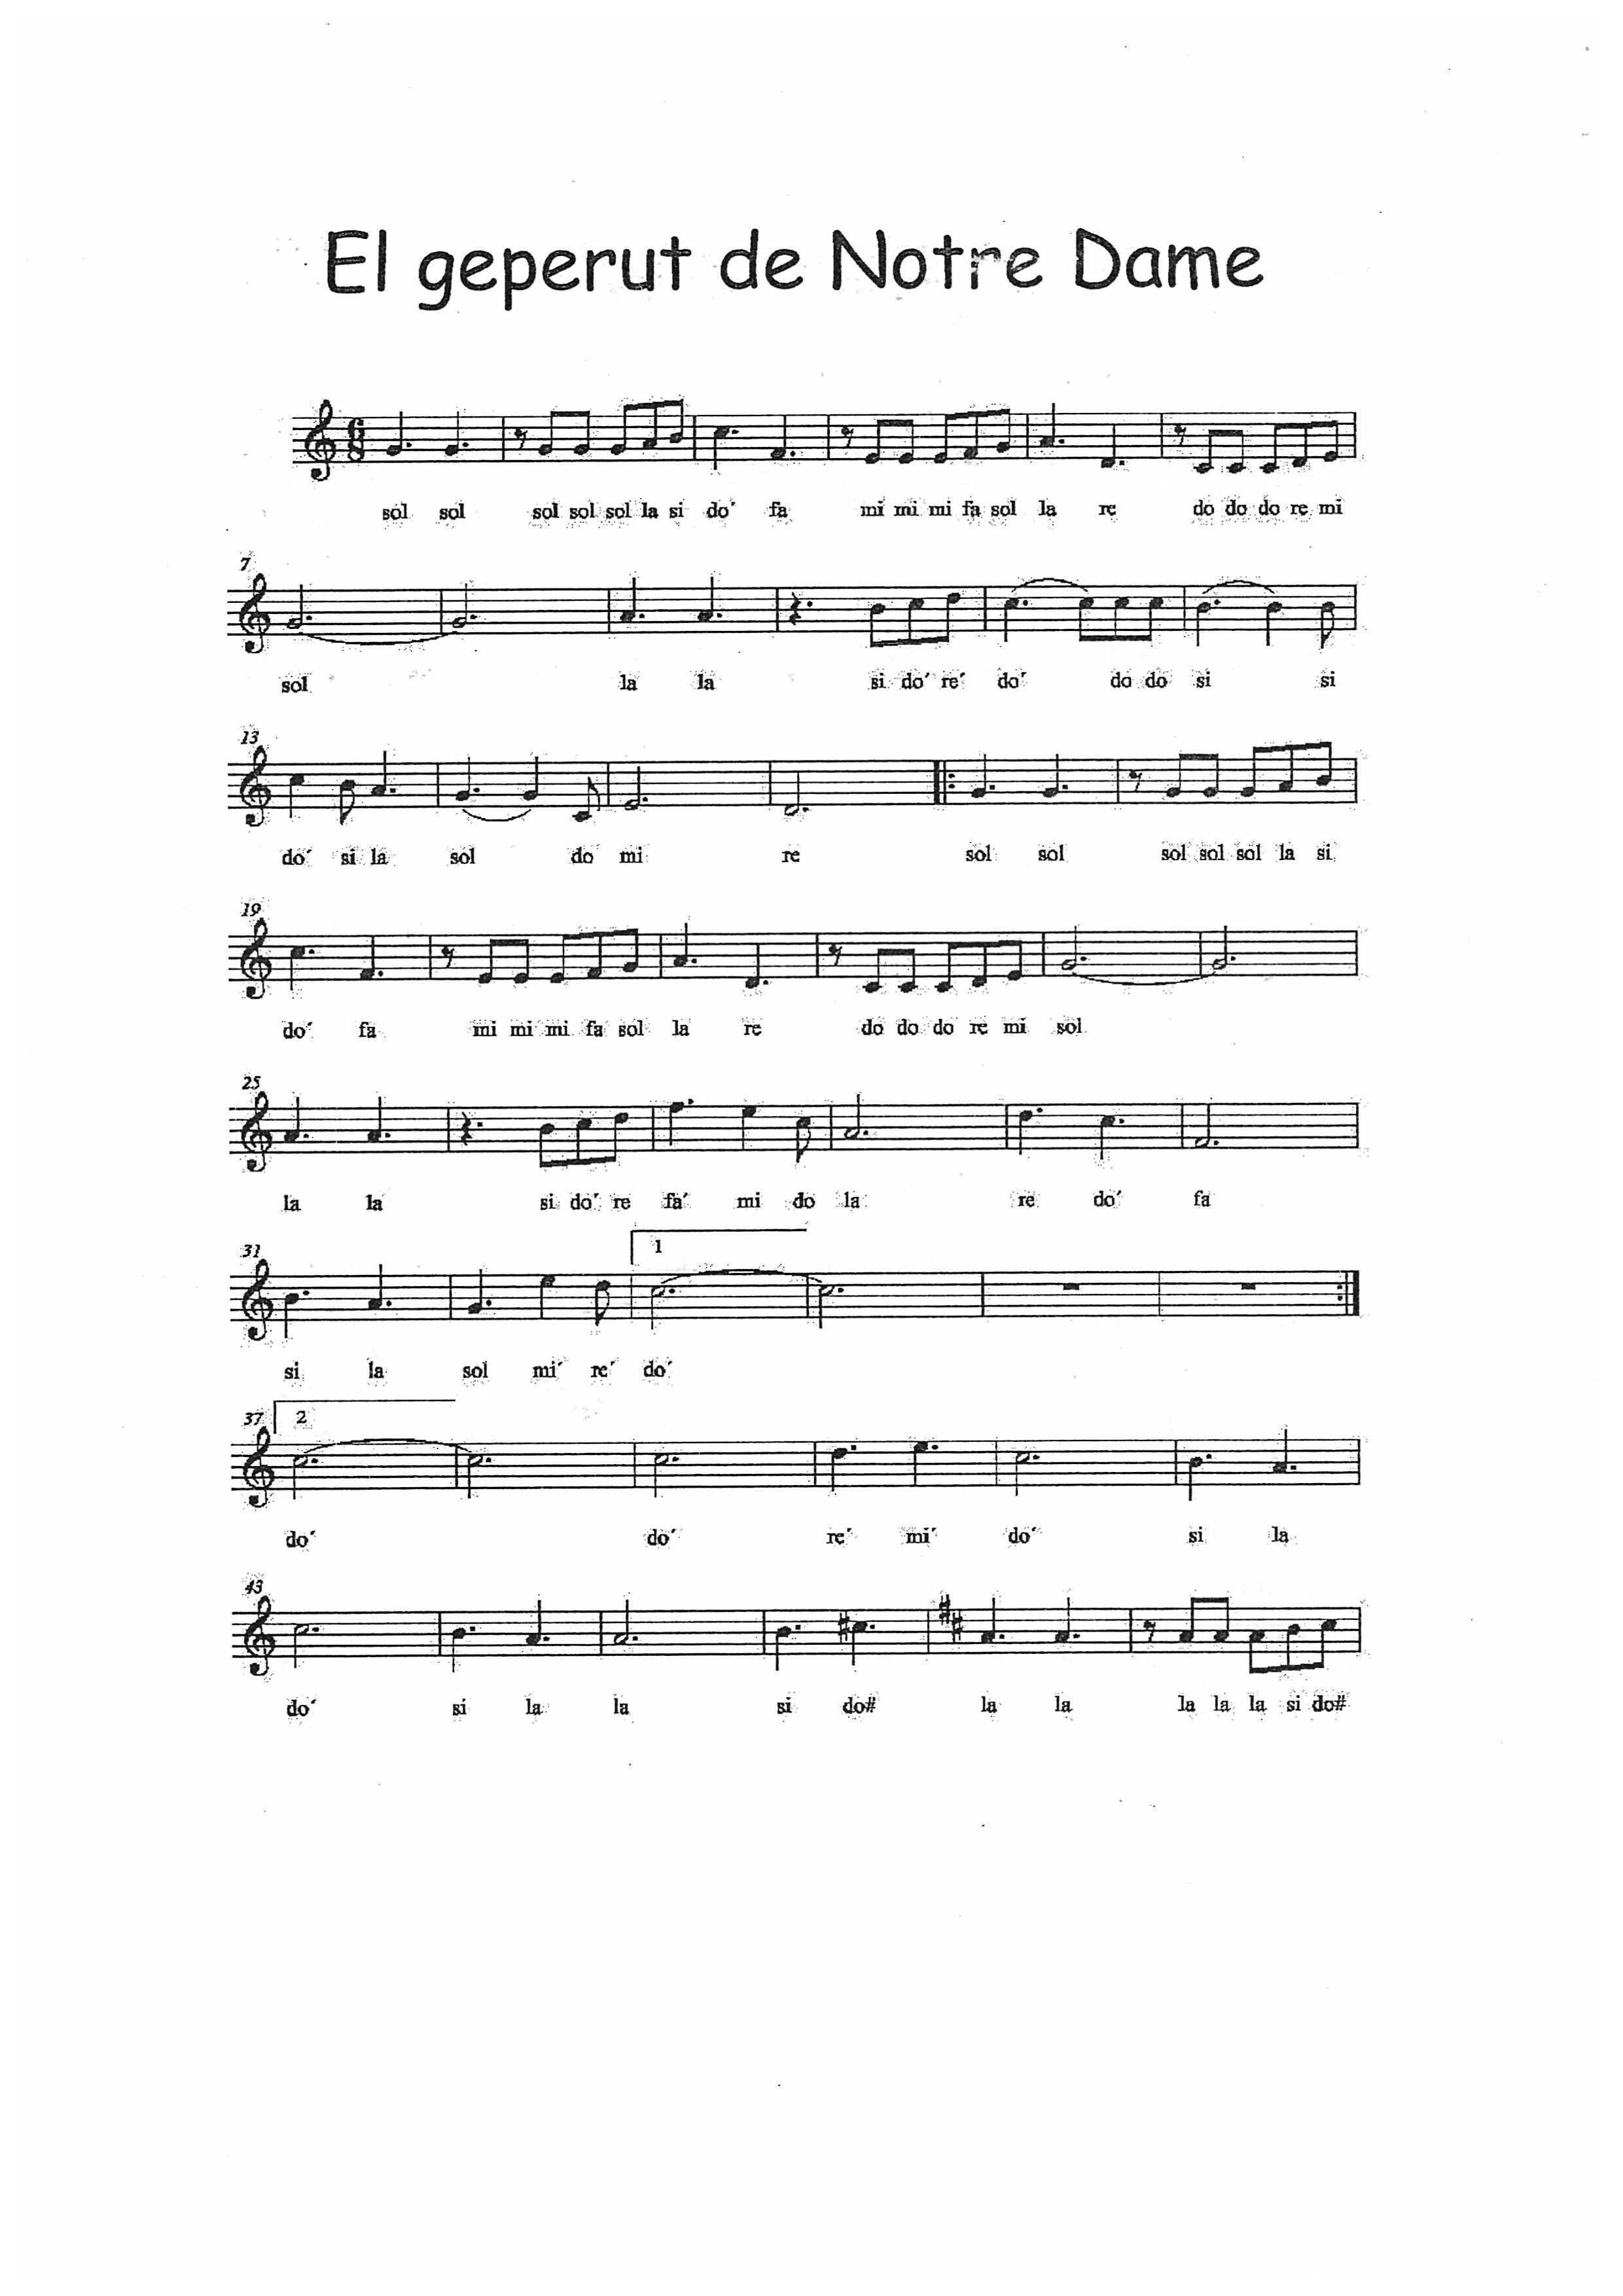 El geperut de Notre Dame
6
8
sol sol sol sol sol la si do´ fa mi mi mi fa sol la re do do do re mi
7
sol la la si do´ re´ do´ do do si si
13
do´ si la sol do mi re sol sol sol sol sol la si
19
do´ fa mi mi mi fa sol la re do do do re mi sol
25
la la si do´ re fa´ mi do la re do´ fa
1
31
si la sol mi´ re´ do´
37 2
do´ do´ re´ mi´ do´ si la
43
do´ si la la si do# la la la la la si do#